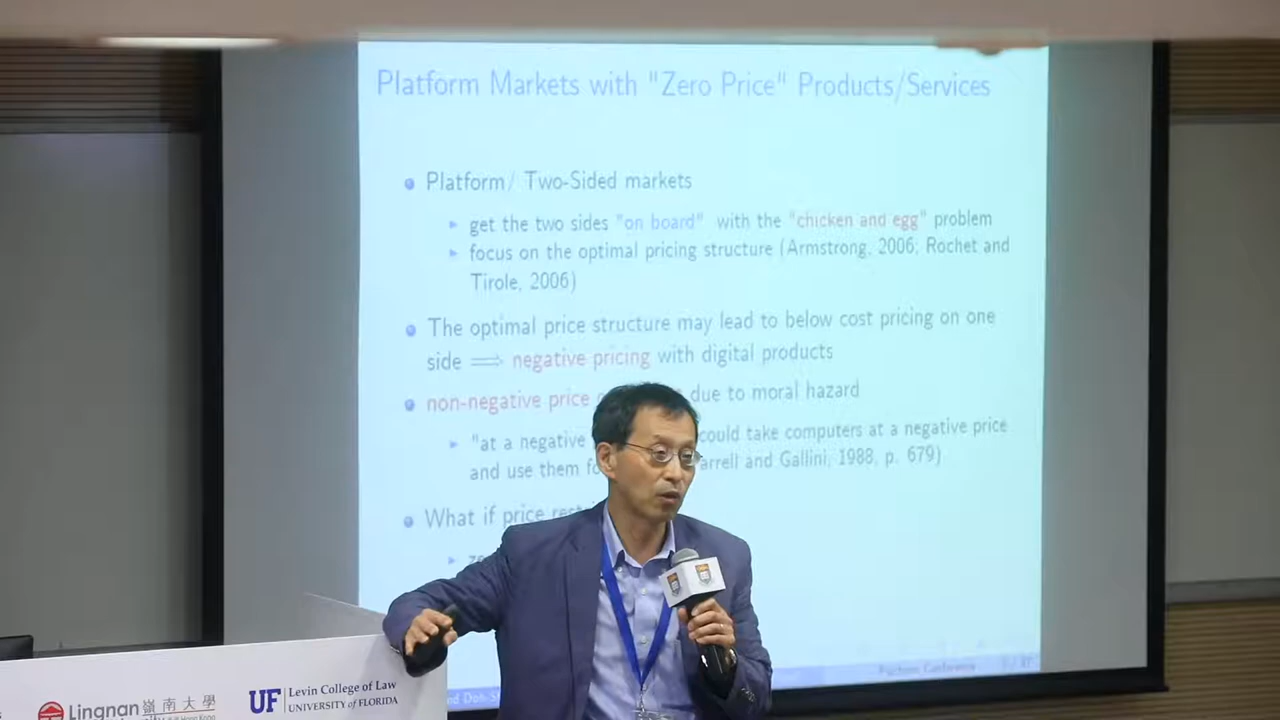 Platform Markets with "Zero Price" Products/Services
Platform/ Two-Sided markets
get the two sides "on board" with the "chicken and egg" problem
focus on the optimal pricing structure (Armstrong, 2006; Rochet and
Tirole, 2006)
The optimal price structure may lead to below cost pricing on one
side ⟹ negative pricing with digital products
non-negative price due to moral hazard
"at a negative could take computers at a negative price
and use them and Gallini, 1988, p. 679)
What if price
Lingnan 嶺南大學
UF Levin College of Law
UNIVERSITY of FLORIDA
Conference